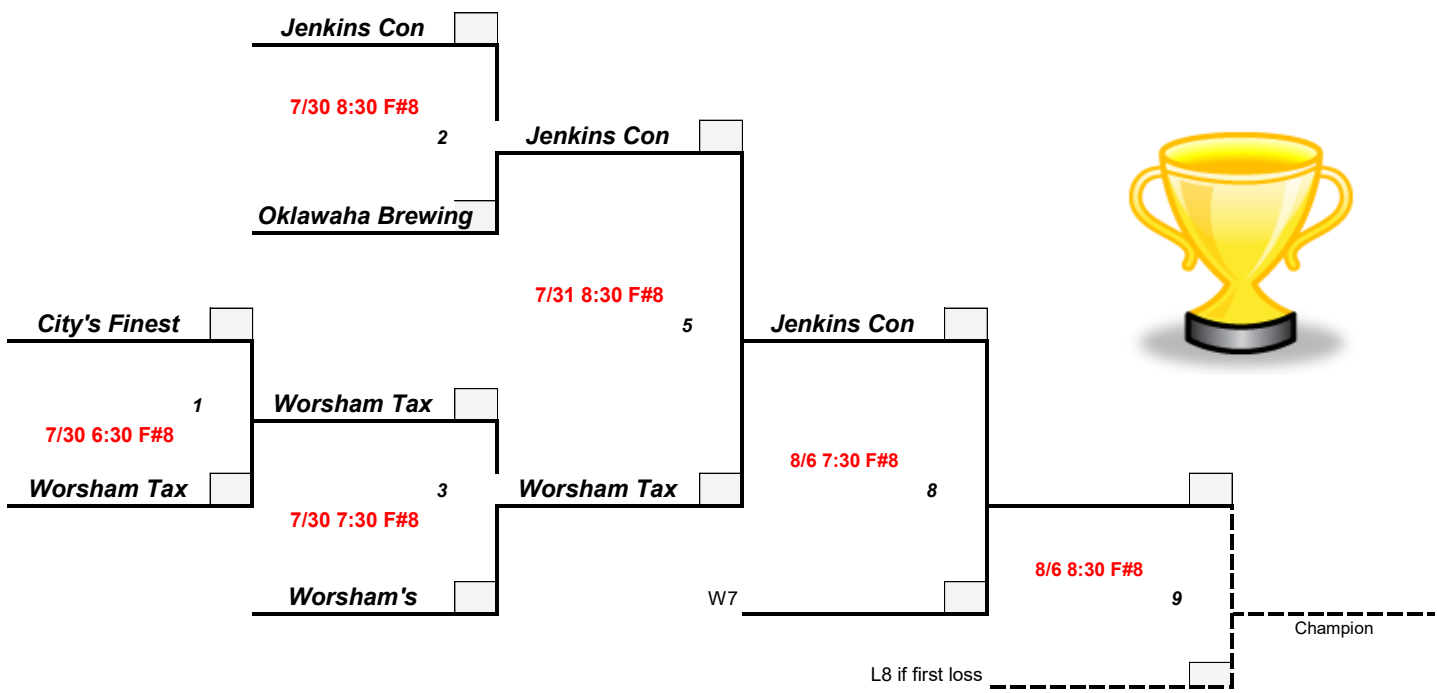 Jenkins Con
7/30 8:30 F#8
2
Jenkins Con
Oklawaha Brewing
7/31 8:30 F#8
City's Finest
5
Jenkins Con
1
Worsham Tax
7/30 6:30 F#8
8/6 7:30 F#8
Worsham Tax
3
Worsham Tax
8
7/30 7:30 F#8
8/6 8:30 F#8
Worsham's
W7
9
Champion
L8 if first loss